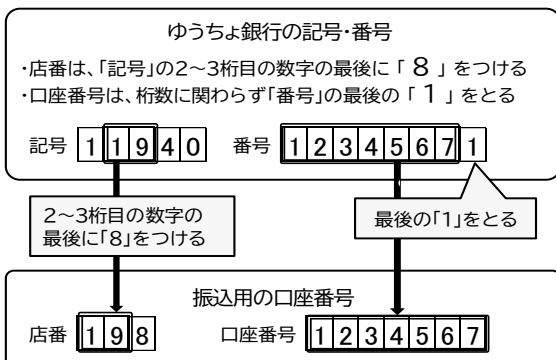 ゆうちょ銀行の記号・番号
・店番は、「記号」の2～3桁目の数字の最後に「 8 」をつける
・口座番号は、桁数に関わらず「番号」の最後の「 1 」をとる
記号 1 1 9 4 0 番号 1 2 3 4 5 6 7 1
2～3桁目の数字の
最後に「8」をつける
最後の「1」をとる
振込用の口座番号
店番 1 9 8 口座番号 1 2 3 4 5 6 7